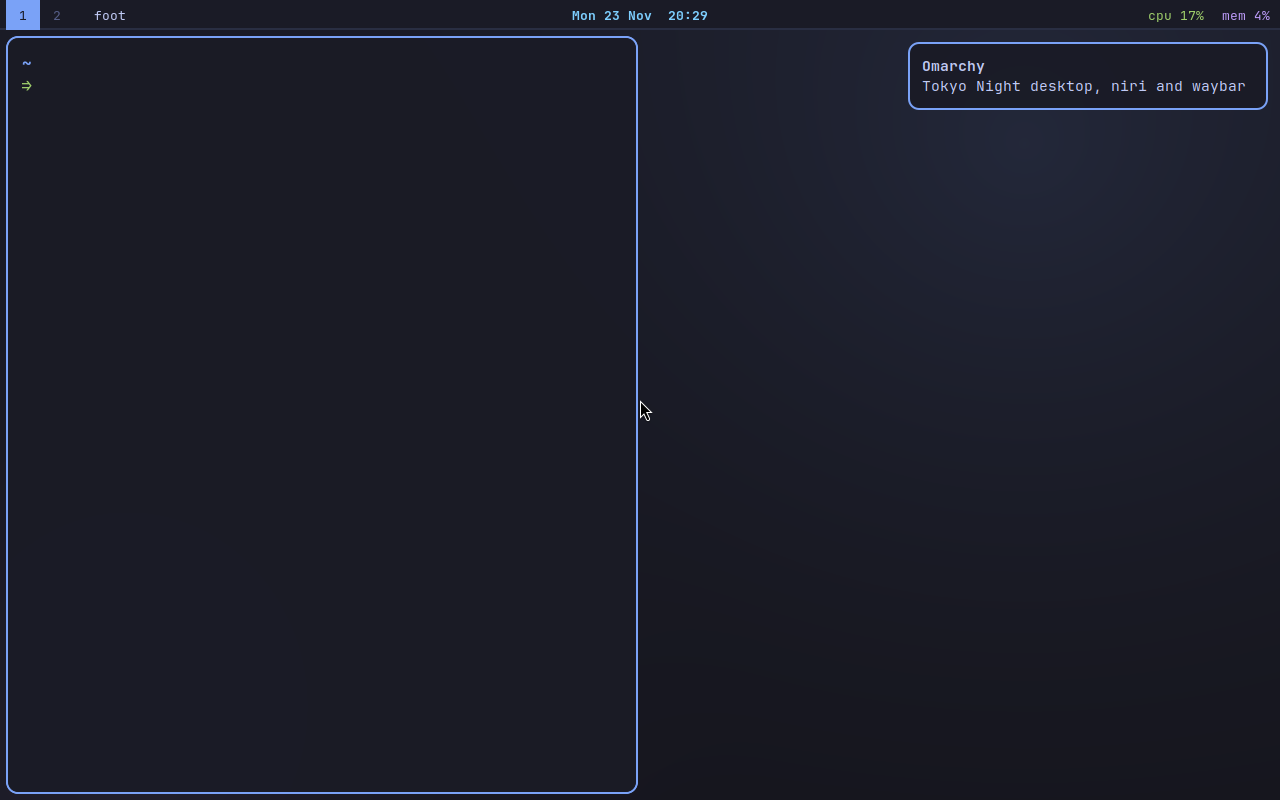 1 2 foot Mon 23 Nov 20:29 cpu 17% mem 4%
~
⇒
Omarchy
Tokyo Night desktop, niri and waybar